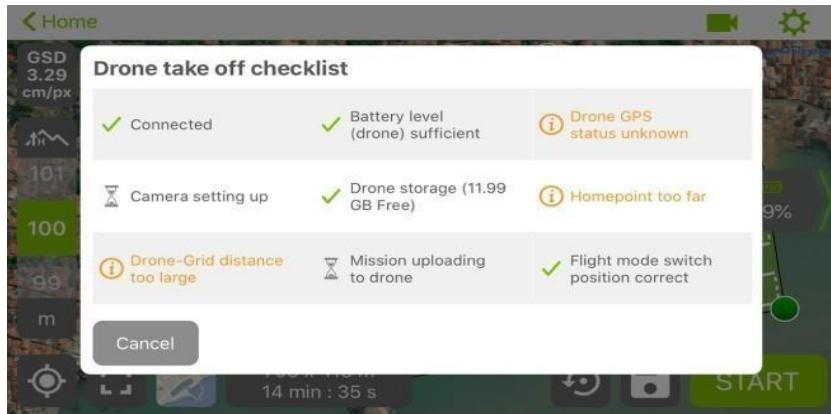 Home
GSD
3.29
cm/px
Drone take off checklist
Connected
Battery level
(drone) sufficient
Drone GPS
status unknown
Camera setting up
Drone storage (11.99
GB Free)
Homepoint too far
Drone-Grid distance
too large
Mission uploading
to drone
Flight mode switch
position correct
Cancel
101
100
99
m
9%
14 min : 35 s
START